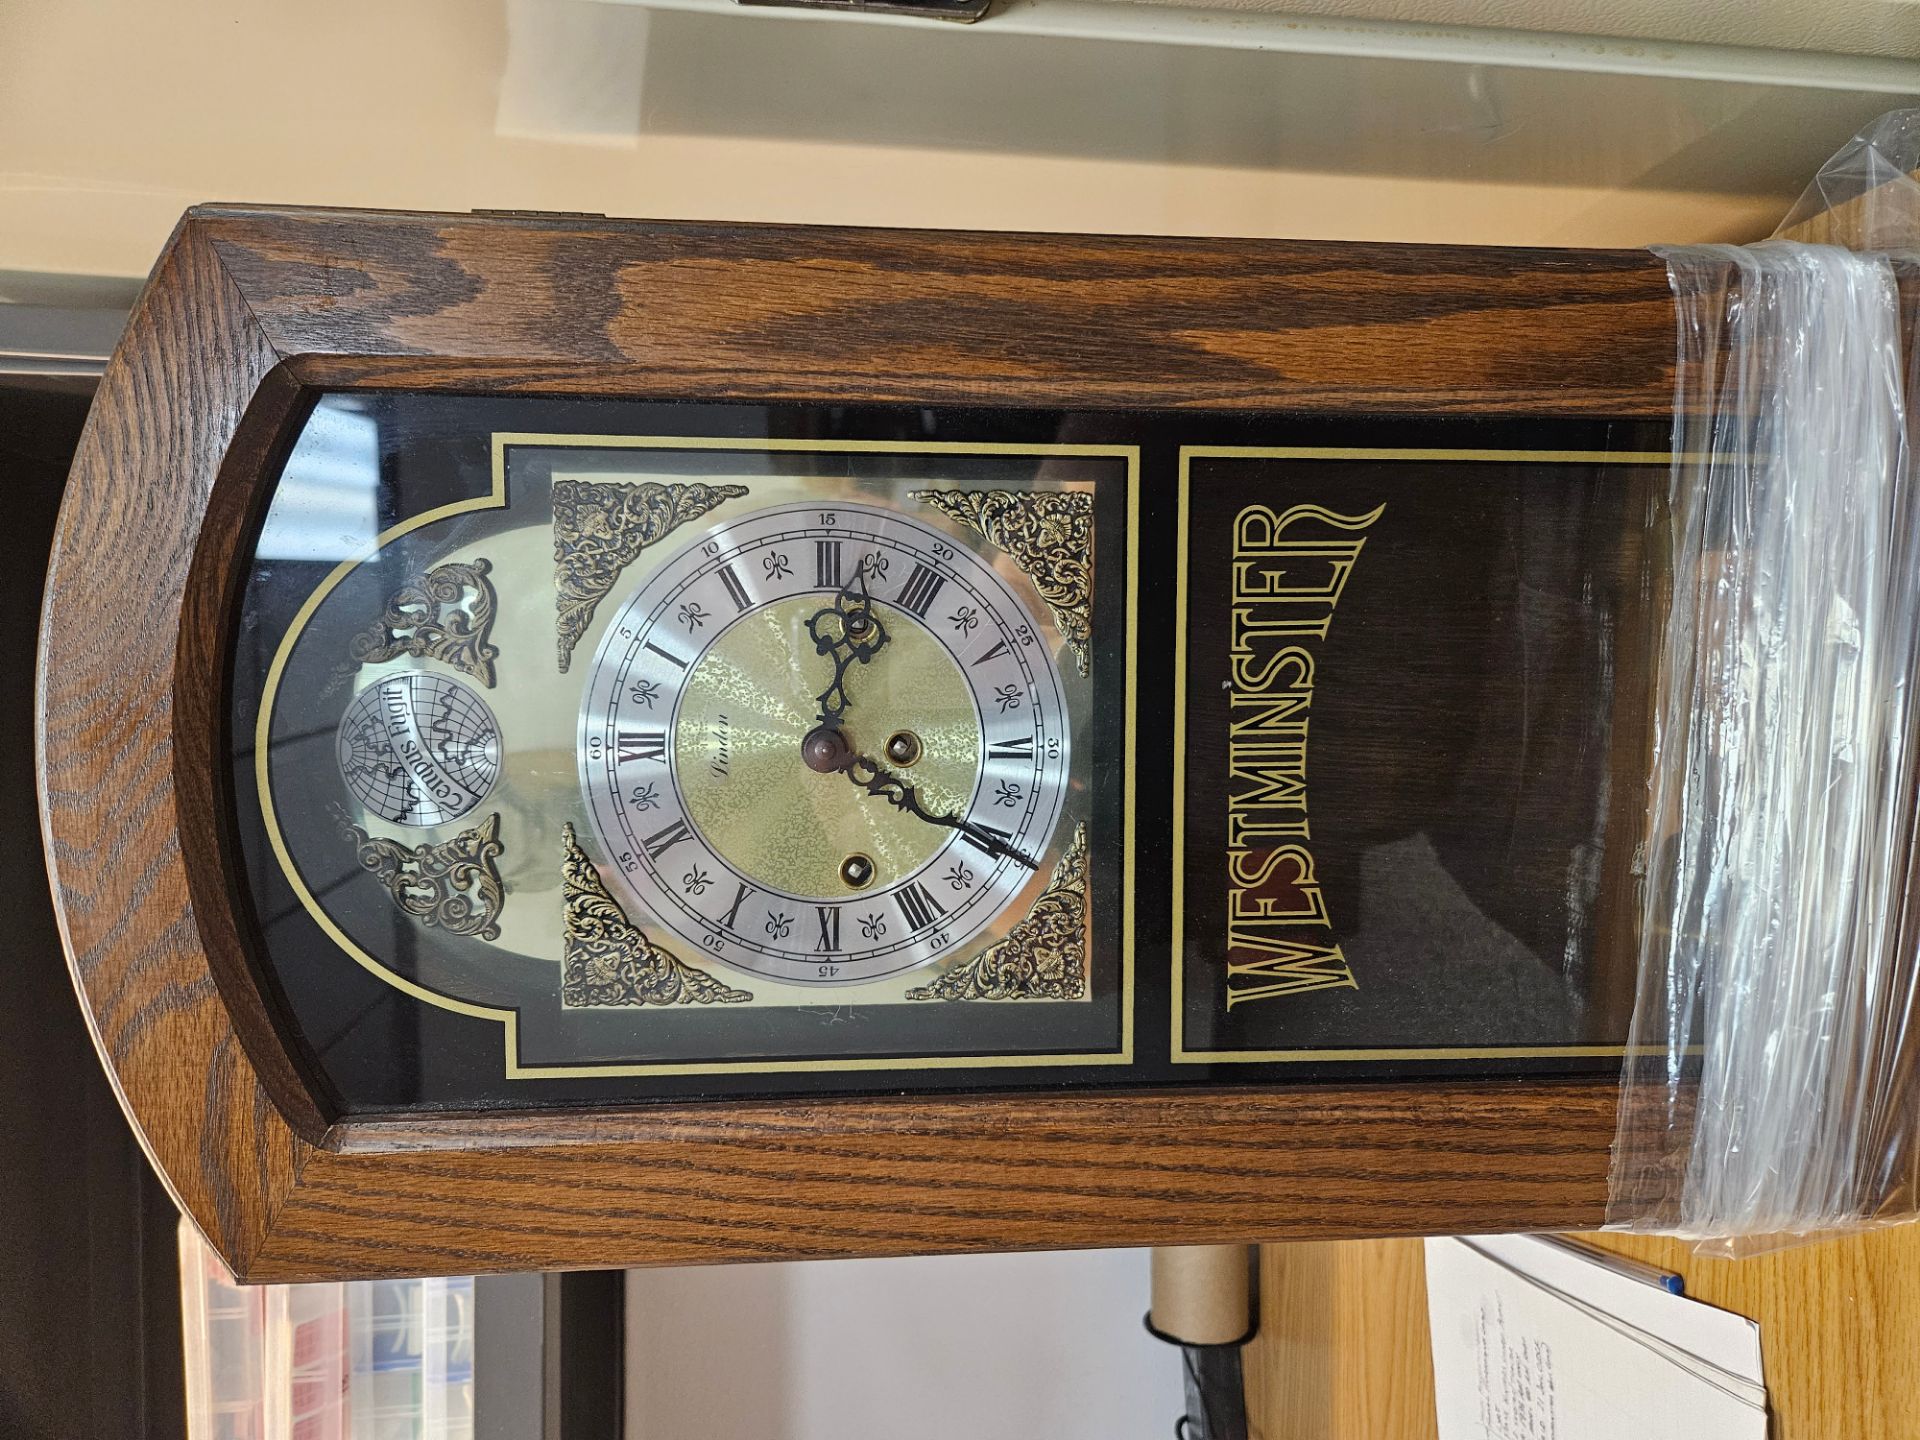 Tempus Fugit
60
XII
5
I
10
II
15
III
20
IIII
25
V
30
VI
35
VII
40
VIII
45
IX
50
X
55
XI
Linden
WESTMINSTER